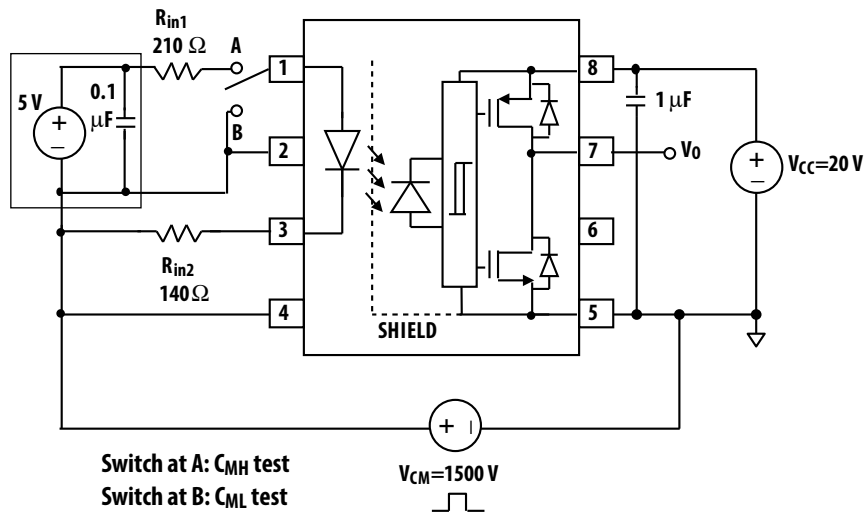 Rin1
210 Ω
A
1
8
5 V
0.1
µF
+
–
B
2
7
VO
1 µF
+
–
VCC=20 V
3
6
Rin2
140Ω
4
SHIELD
5
+ –
Switch at A: CMH test
Switch at B: CML test
VCM=1500 V